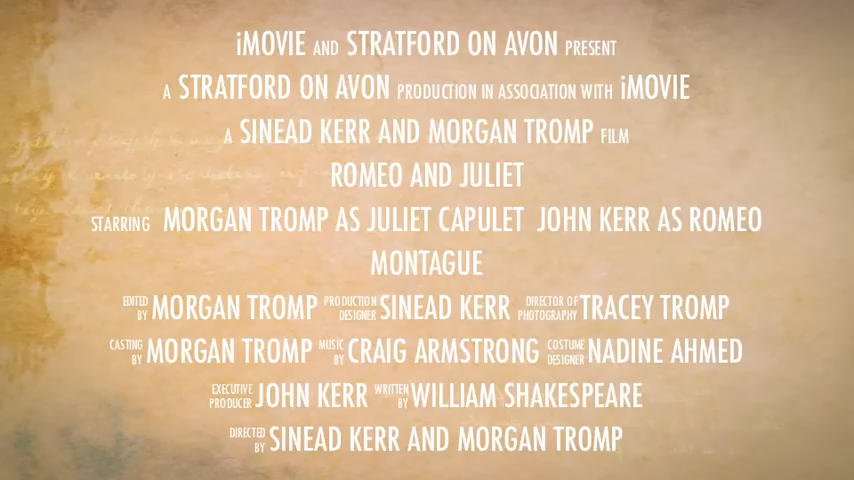 iMOVIE AND STRATFORD ON AVON PRESENT
A STRATFORD ON AVON PRODUCTION IN ASSOCIATION WITH iMOVIE
A SINEAD KERR AND MORGAN TROMP FILM
ROMEO AND JULIET
STARRING MORGAN TROMP AS JULIET CAPULET JOHN KERR AS ROMEO
MONTAGUE
EDITED BY MORGAN TROMP PRODUCTION DESIGNER SINEAD KERR DIRECTOR OF PHOTOGRAPHY TRACEY TROMP
CASTING BY MORGAN TROMP MUSIC BY CRAIG ARMSTRONG COSTUME DESIGNER NADINE AHMED
EXECUTIVE PRODUCER JOHN KERR WRITTEN BY WILLIAM SHAKESPEARE
DIRECTED BY SINEAD KERR AND MORGAN TROMP